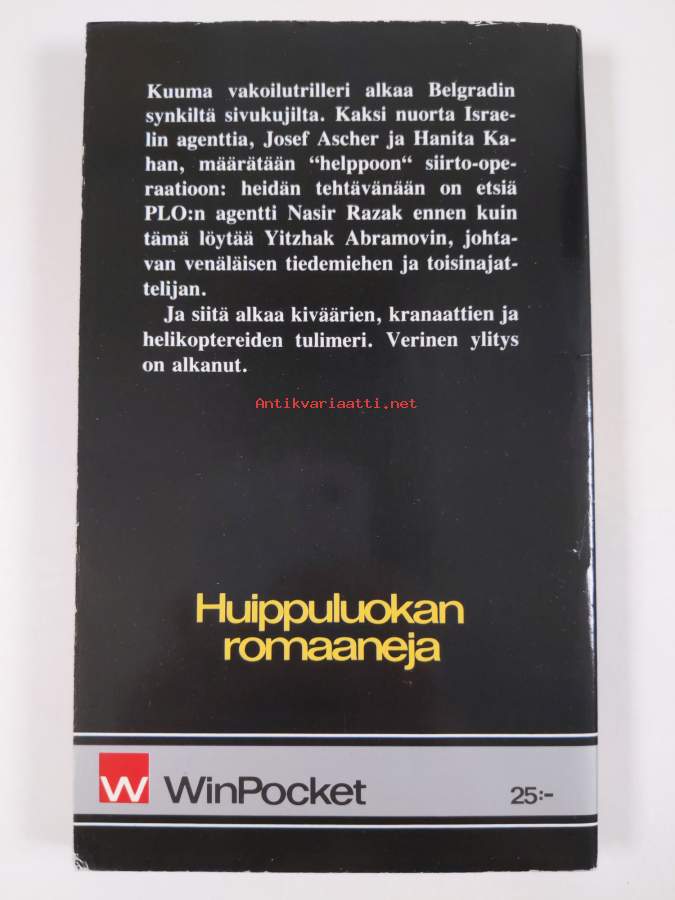 Kuuma vakoilutrilleri alkaa Belgradin
synkiltä sivukujilta. Kaksi nuorta Israe-
lin agenttia, Josef Ascher ja Hanita Ka-
han, määrätään “helppoon“ siirto-ope-
raatioon: heidän tehtävänään on etsiä
PLO:n agentti Nasir Razak ennen kuin
tämä löytää Yitzhak Abramovin, johta-
van venäläisen tiedemiehen ja toisinajat-
telijan.
Ja siitä alkaa kiväärien, kranaattien ja
helikoptereiden tulimeri. Verinen ylitys
on alkanut.
Antikvariaatti.net
Huippuluokan
romaaneja
W WinPocket 25:-